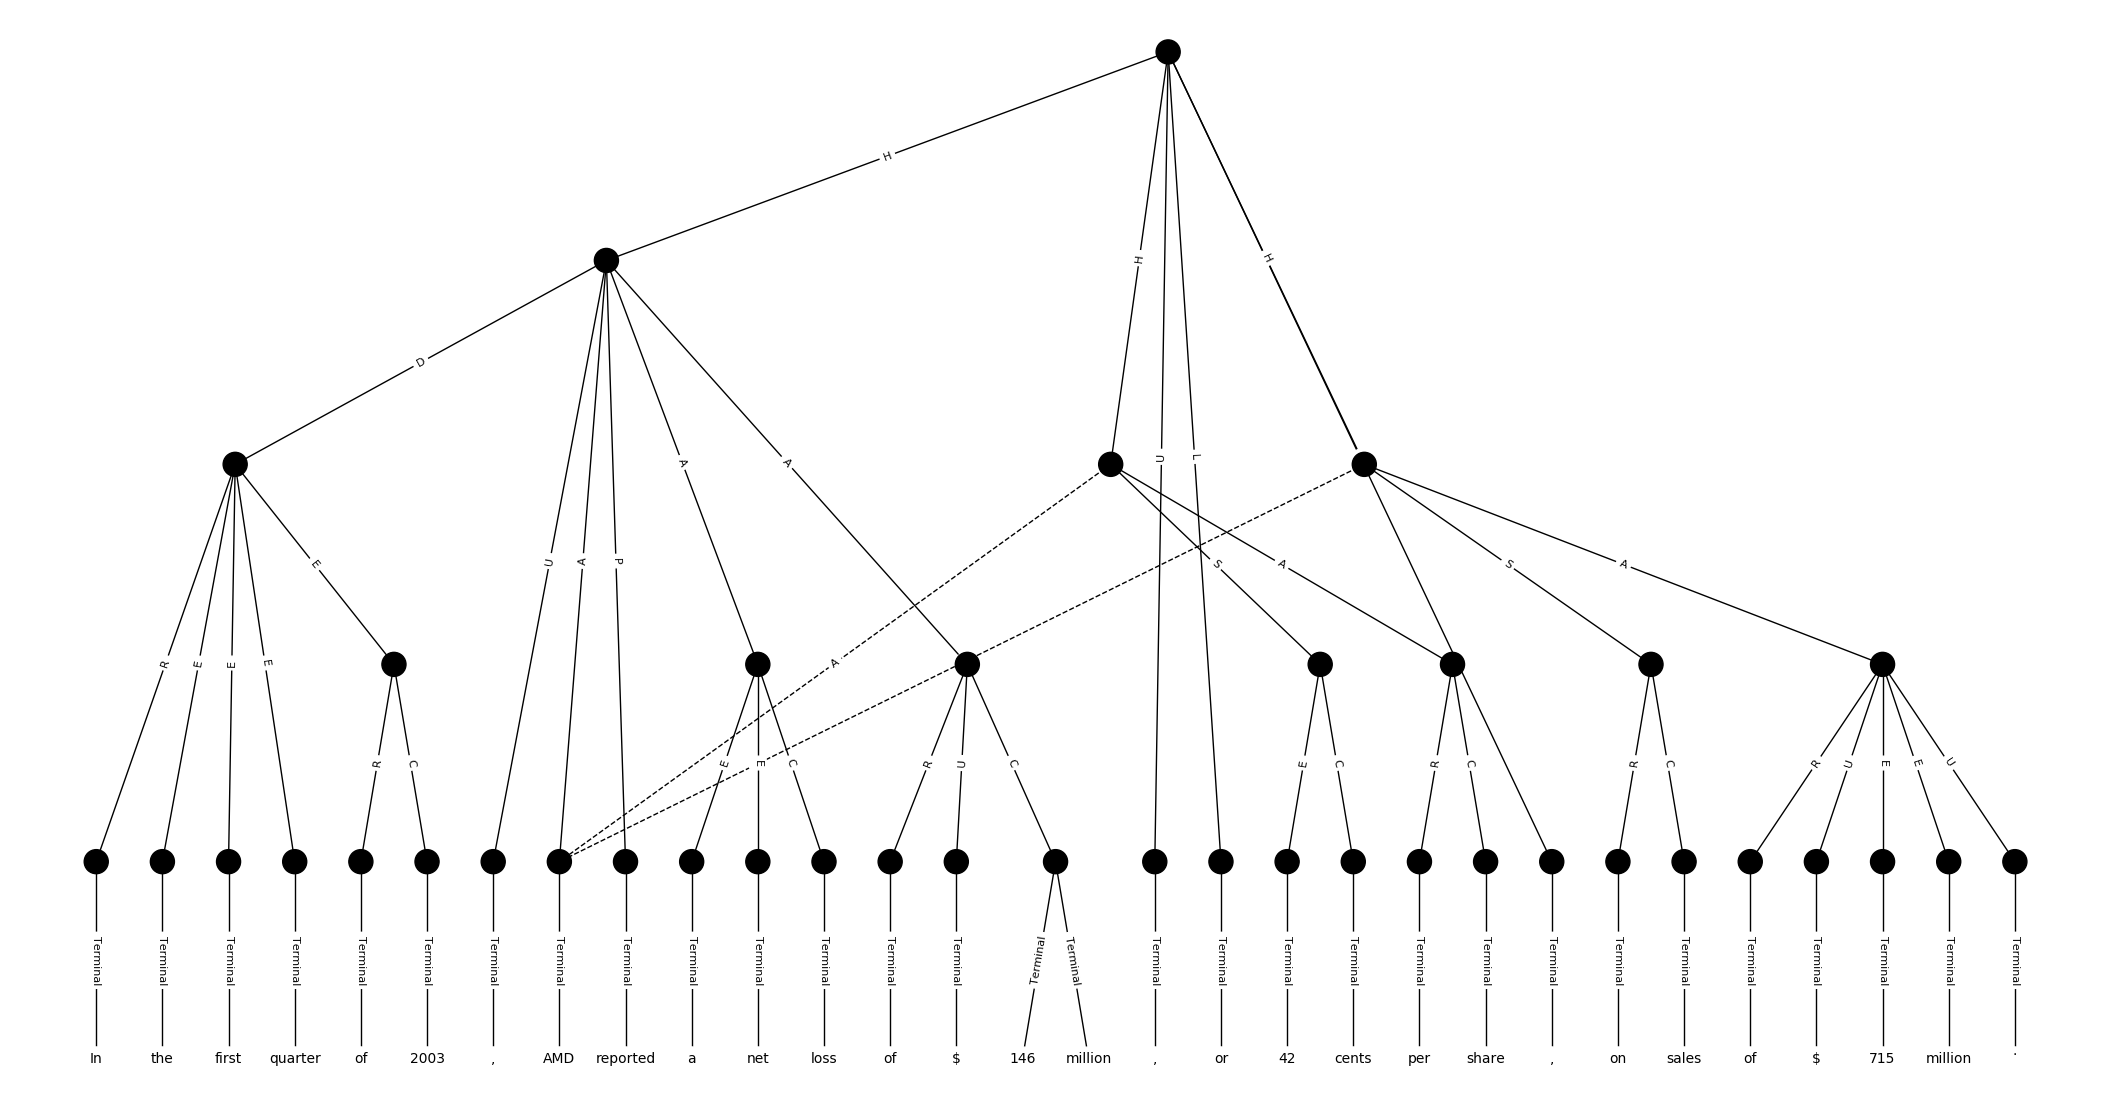 H
D H H
U L
U A P A A
E S A S A
R E E E A
R C E E C R U C E C R C R C R U E E U
Terminal Terminal Terminal Terminal Terminal Terminal Terminal Terminal Terminal Terminal Terminal Terminal Terminal Terminal Terminal Terminal Terminal Terminal Terminal Terminal Terminal Terminal Terminal Terminal Terminal Terminal Terminal Terminal Terminal Terminal
In the first quarter of 2003 , AMD reported a net loss of $ 146 million , or 42 cents per share , on sales of $ 715 million .